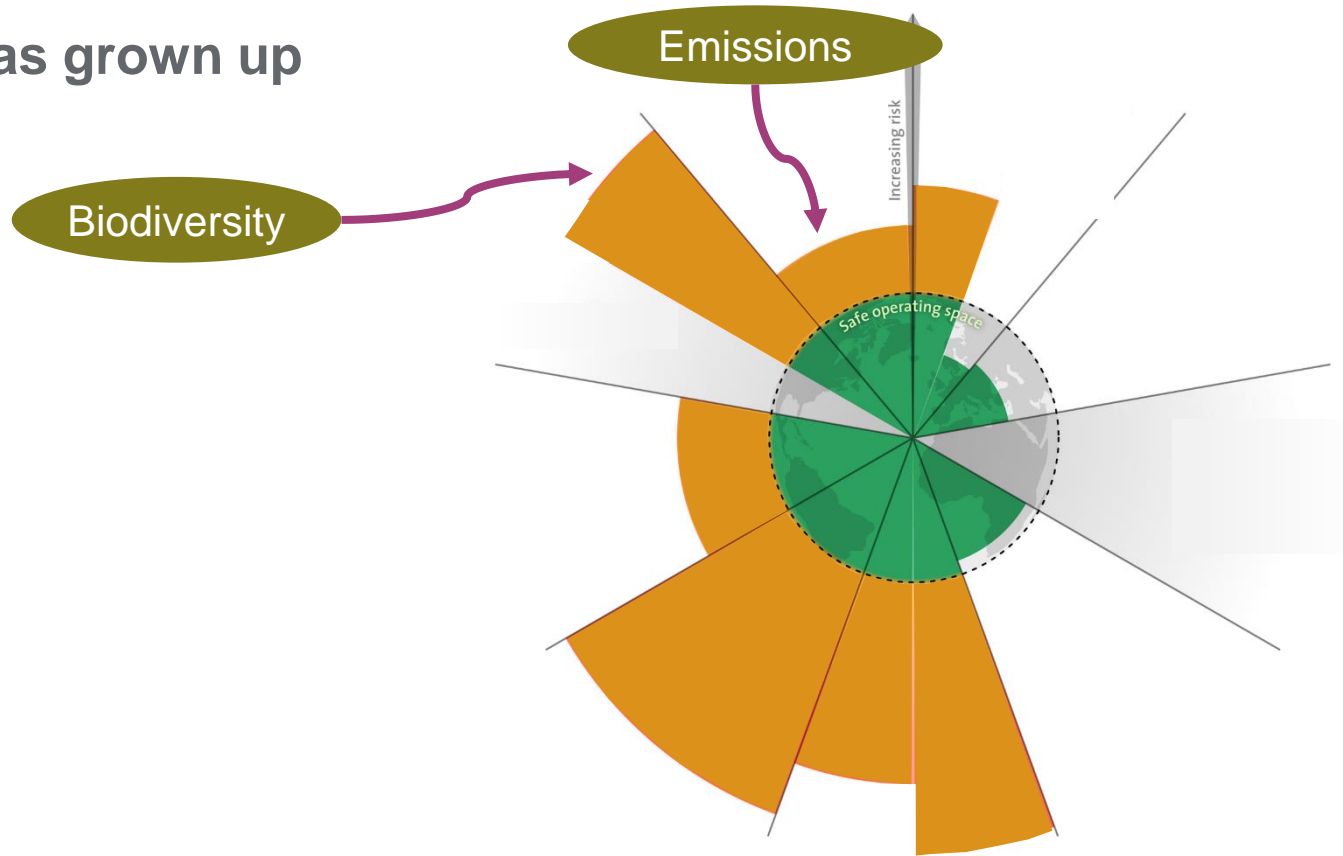 as grown up
Emissions
Biodiversity
Increasing risk
Safe operating space